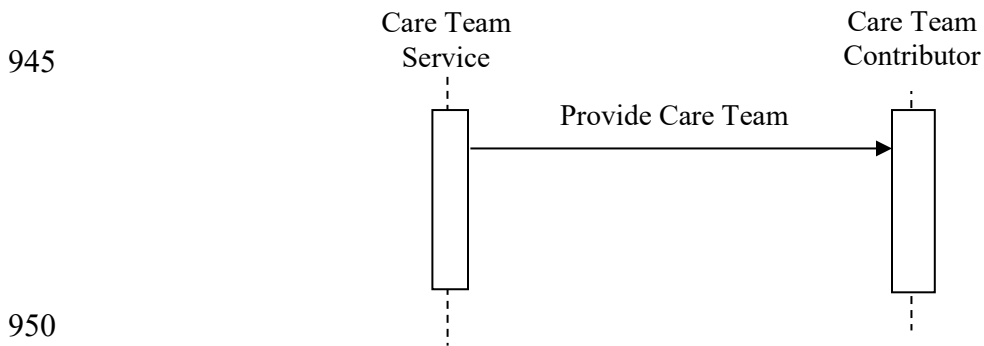 Care Team
Service
Care Team
Contributor
945
Provide Care Team
950